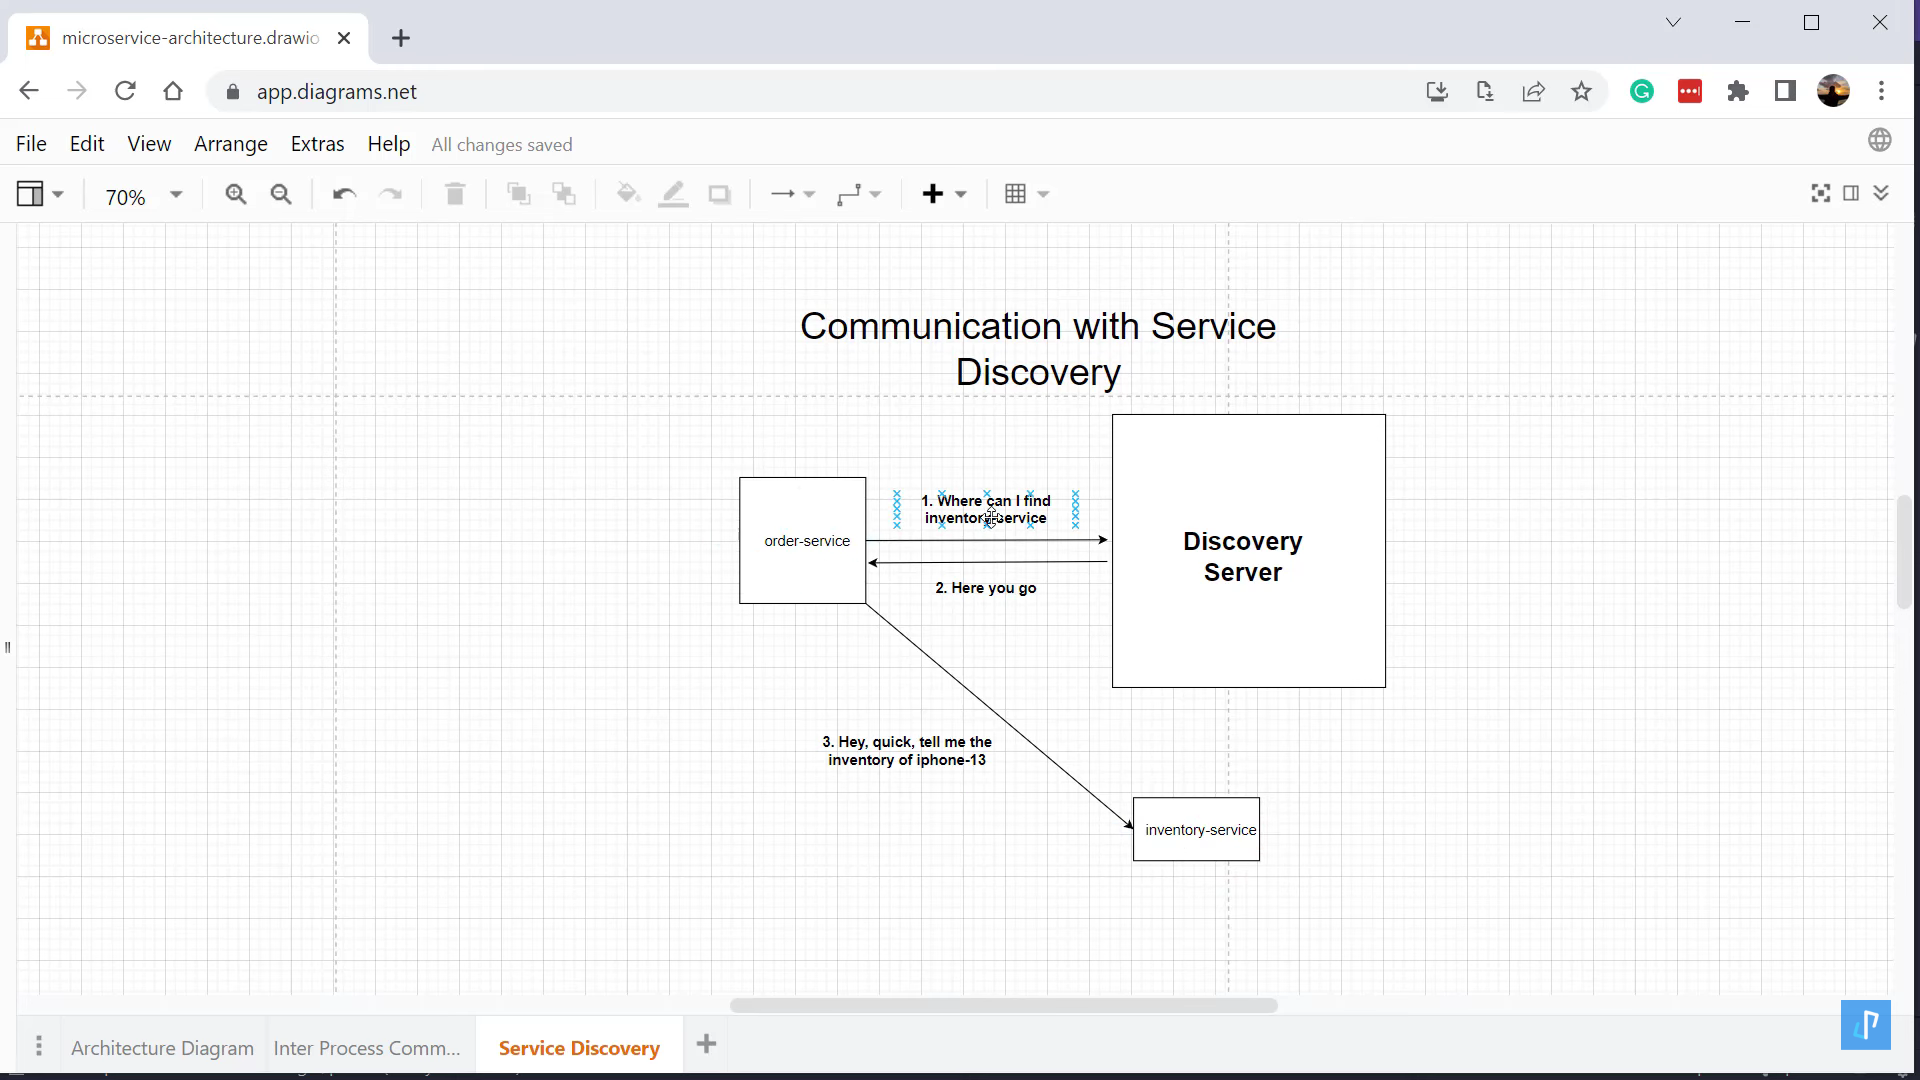 microservice-architecture.drawio
app.diagrams.net
File Edit View Arrange Extras Help All changes saved
70%
Communication with Service
Discovery
1. Where can I find
inventory service
order-service
Discovery
Server
2. Here you go
3. Hey, quick, tell me the
inventory of iphone-13
inventory-service
Architecture Diagram Inter Process Comm... Service Discovery